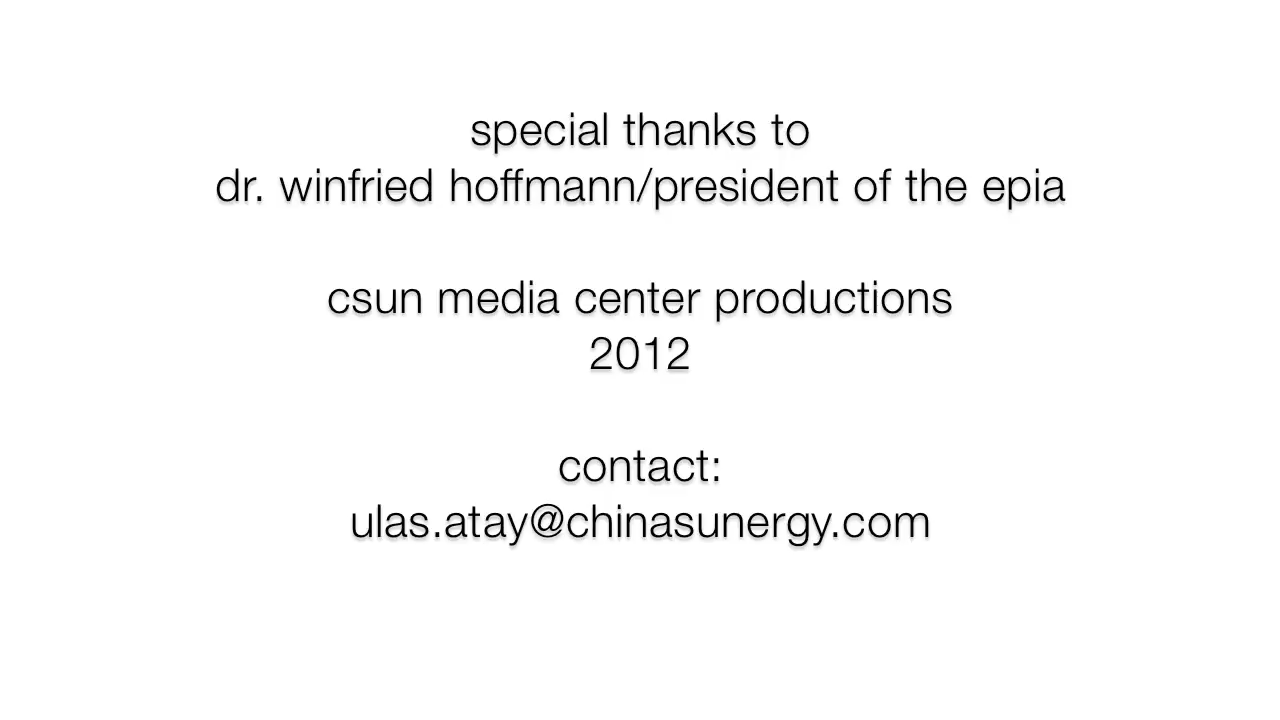 special thanks to
dr. winfried hoffmann/president of the epia
csun media center productions
2012
contact:
ulas.atay@chinasunergy.com